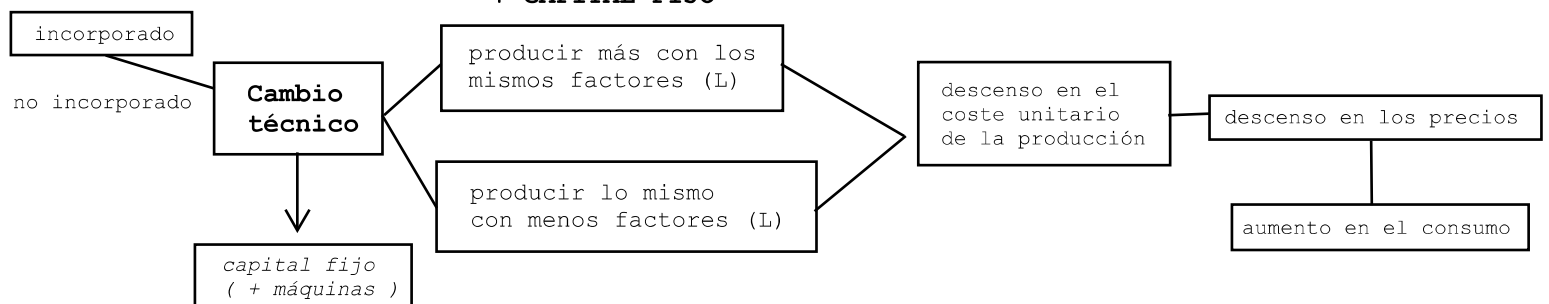 incorporado
no incorporado
Cambio
técnico
capital fijo
( + máquinas )
producir más con los
mismos factores (L)
producir lo mismo
con menos factores (L)
descenso en el
coste unitario
de la producción
descenso en los precios
aumento en el consumo